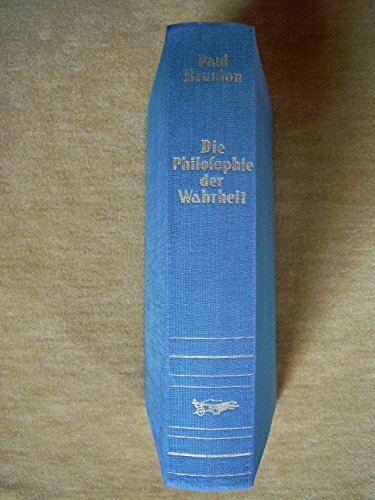 Paul
Brunton
Die
Philosophie
der
Wahrheit